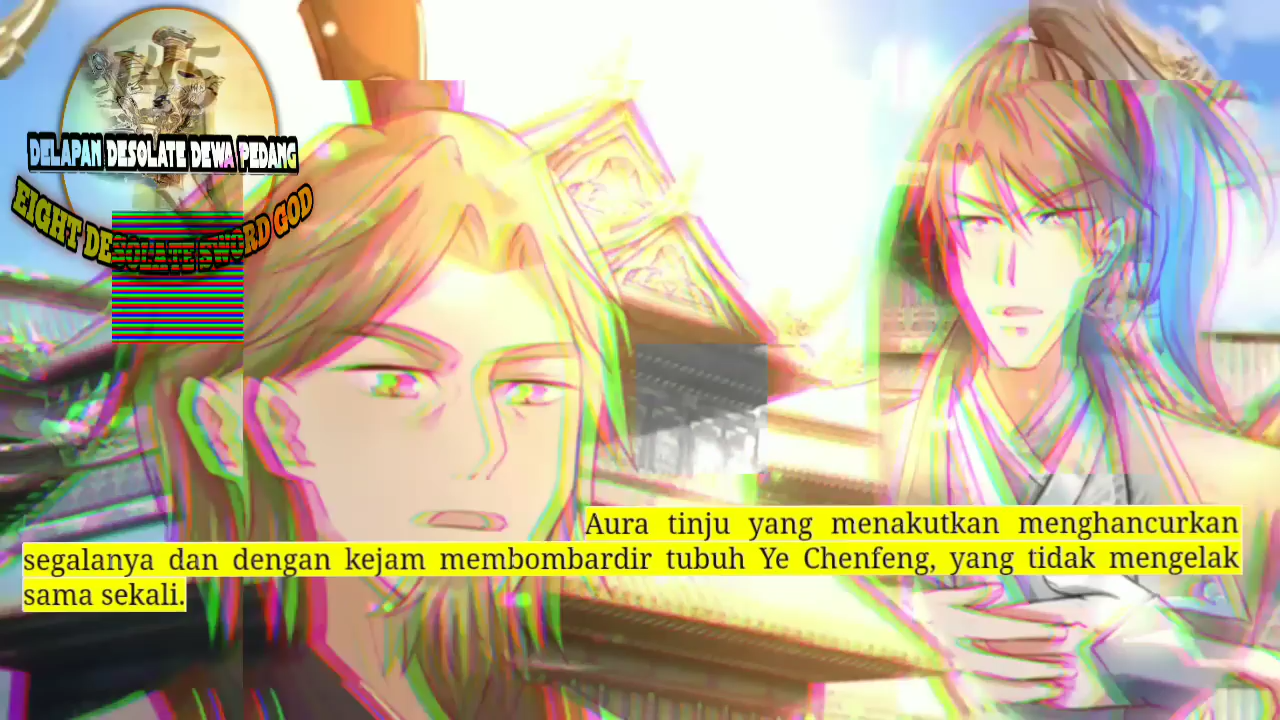 DELAPAN DESOLATE DEWA PEDANG
EIGHT DESOLATE SWORD GOD
Aura tinju yang menakutkan menghancurkan
segalanya dan dengan kejam membombardir tubuh Ye Chenfeng, yang tidak mengelak
sama sekali.